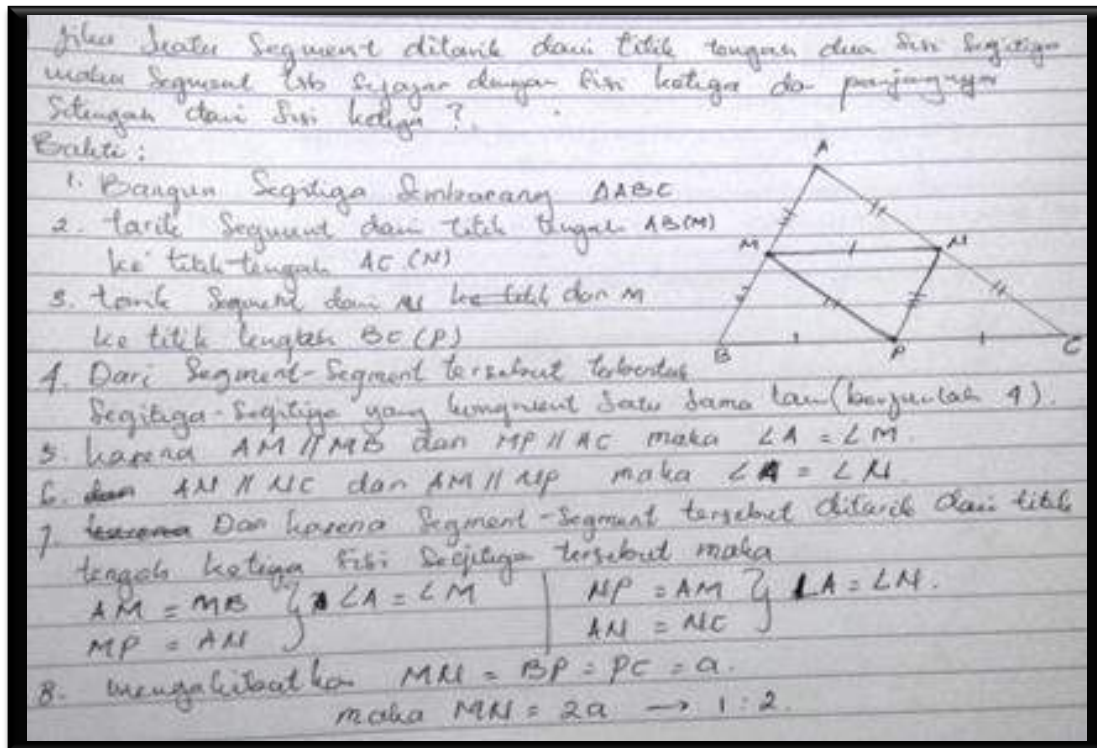 Jika suatu Segment ditarik dari titik tengah dua sisi segitiga
maka segment tsb sejajar dengan sisi ketiga da panjangnya
Setengah dari sisi ketiga ?.
Bukti :
1. Bangun Segitiga Sembarang ΔABC
2. tarik Segment dari titik tengah AB (M)
ke titik tengah AC (N)
3. tarik Segment dari N ke titik dan M
ke titik tengah BC (P)
4. Dari Segment-Segment tersebut terbentuk
Segitiga-Segitiga yang kongruent satu sama lain (berjumlah 4).
5. karena AM // MB dan MP // AC maka ∠A = ∠M.
6. AN // NC dan AM // NP maka ∠A = ∠N
7. Dan karena Segment-Segment tersebut ditarik dari titik
tengah ketiga sisi Segitiga tersebut maka
AM = MB } ∠A = ∠M
MP = AN
NP = AM } ∠A = ∠N.
AN = NC
8. mengakibatkan MN = BP = PC = a.
maka MN = 2a → 1 : 2.
A
M
N
B
P
C